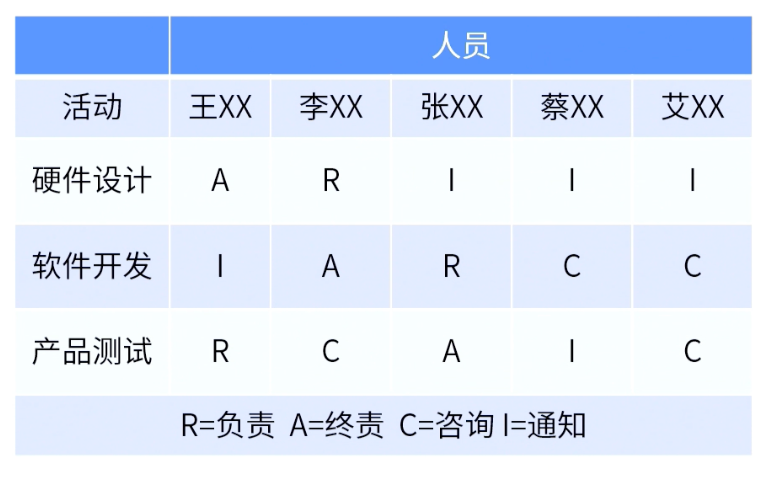 人员
活动 王XX 李XX 张XX 蔡XX 艾XX
硬件设计 A R I I I
软件开发 I A R C C
产品测试 R C A I C
R=负责 A=终责 C=咨询 I=通知